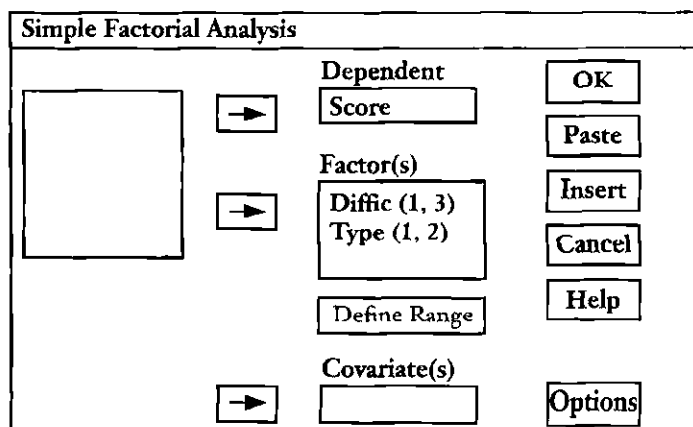 Simple Factorial Analysis
Dependent
Score
Factor(s)
Diffic (1, 3)
Type (1, 2)
Define Range
Covariate(s)
OK
Paste
Insert
Cancel
Help
Options